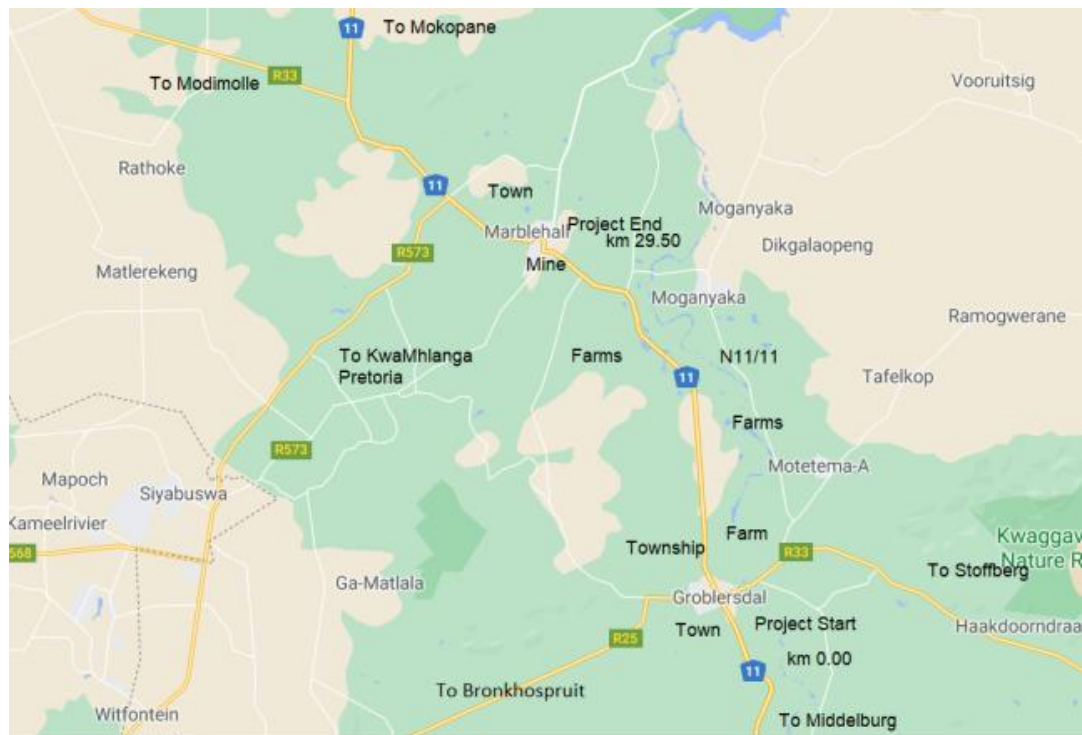 11
To Mokopane
R33
To Modimolle
Vooruitsig
Rathoke
11
Town
Moganyaka
Marblehall
Project End
km 29.50
Dikgalaopeng
R573
Mine
Matlerekeng
Moganyaka
Ramogwerane
To KwaMhlanga
Pretoria
Farms
N11/11
11
Tafelkop
Farms
R573
Motetema-A
Mapoch
Siyabuswa
Kameelrivier
568
Farm
Township
R33
Kwaggav
Nature R
To Stoffberg
Ga-Matlala
Groblersdal
Haakdoorndraa
Town
Project Start
R25
km 0.00
11
To Bronkhospruit
Witfontein
To Middelburg